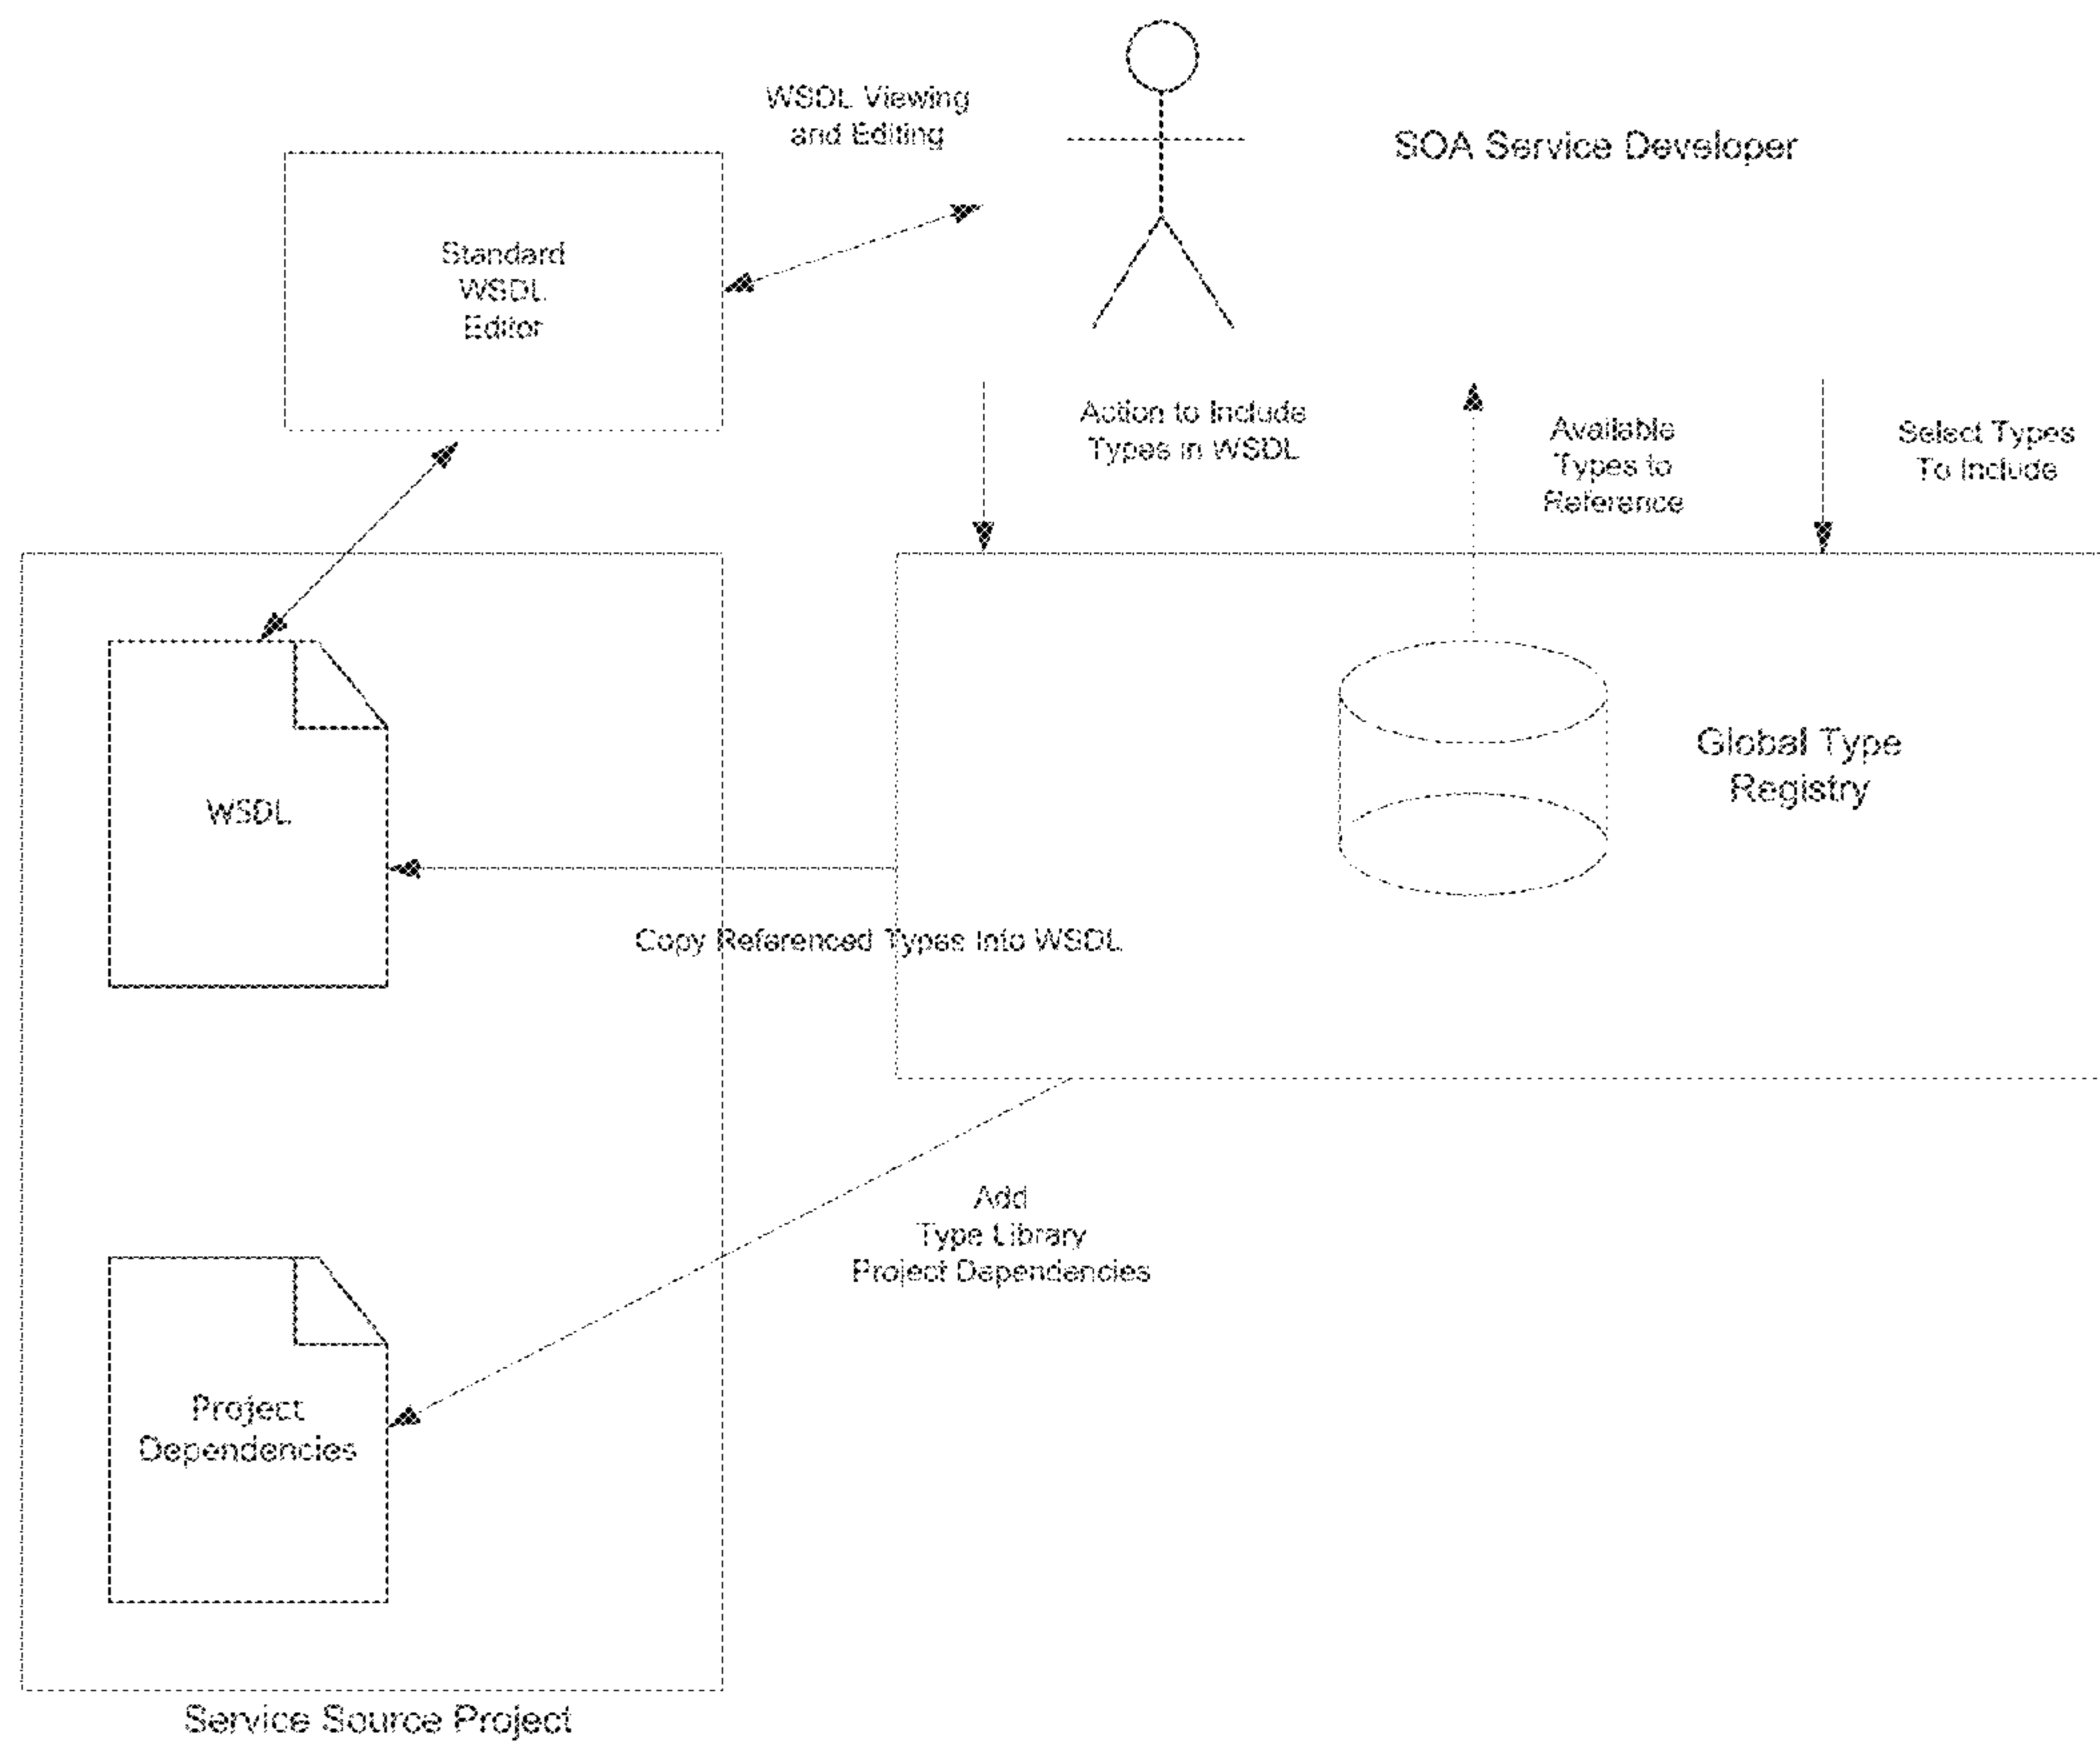 WSDL Viewing
and Editing
SOA Service Developer
Standard
WSDL
Editor
Action to Include
Types in WSDL
Available
Types to
Reference
Select Types
To Include
WSDL
Global Type
Registry
Copy Referenced Types Into WSDL
Add
Type Library
Project Dependencies
Project
Dependencies
Service Source Project